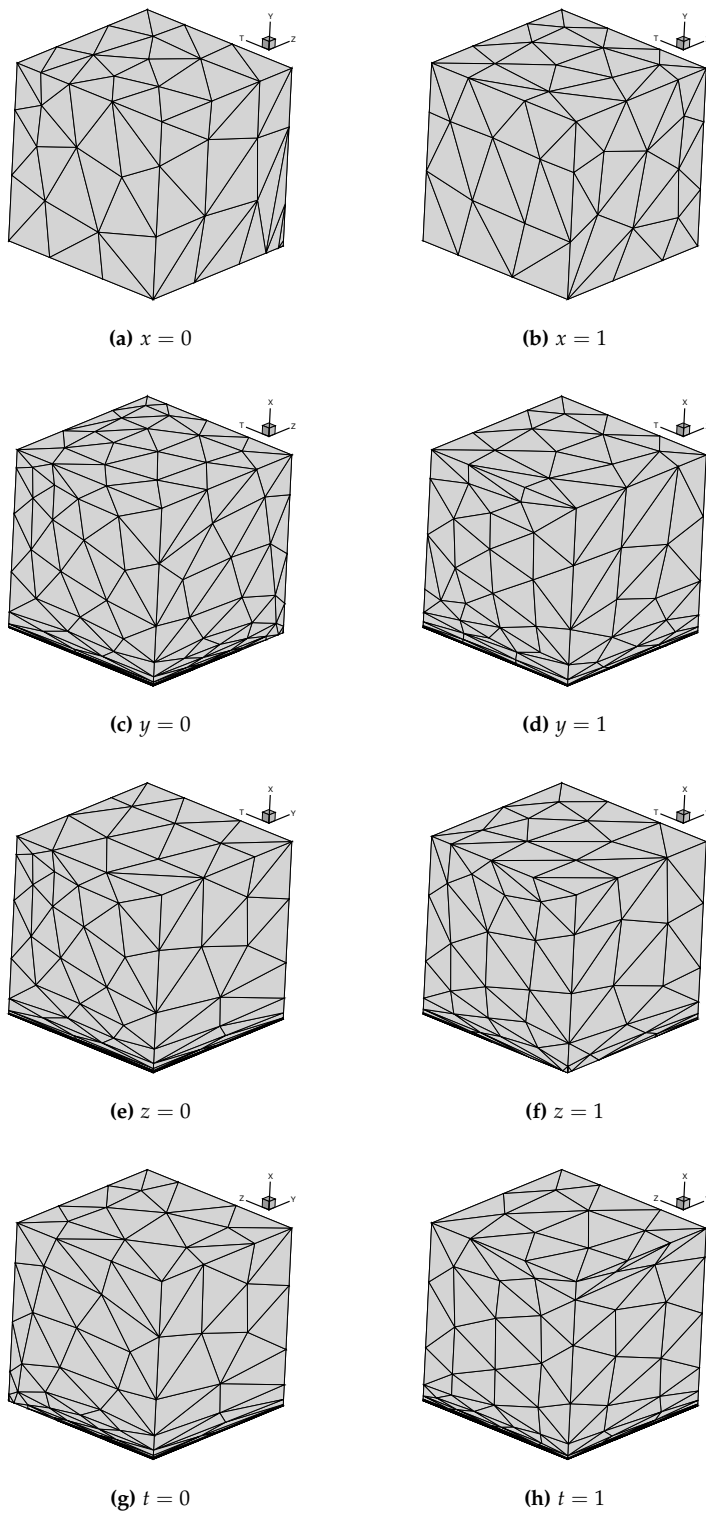 Y
T Z
Y
T
(a) x = 0
(b) x = 1
X
T Z
X
T
(c) y = 0
(d) y = 1
X
T Y
X
T
(e) z = 0
(f) z = 1
X
Z Y
X
Z
(g) t = 0
(h) t = 1